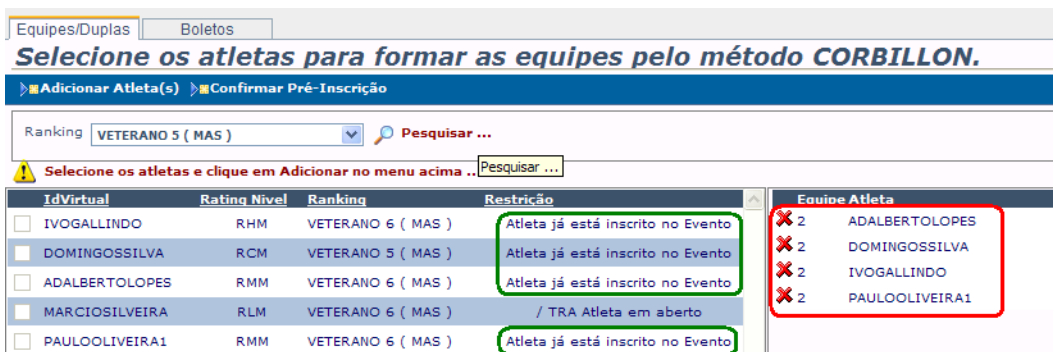 Equipes/Duplas Boletos
Selecione os atletas para formar as equipes pelo método CORBILLON.
Adicionar Atleta(s) Confirmar Pré-Inscrição
Ranking VETERANO 5 ( MAS ) Pesquisar ...
Selecione os atletas e clique em Adicionar no menu acima .. Pesquisar ...
IdVirtual Rating Nivel Ranking Restrição Equipe Atleta
IVOGALLINDO RHM VETERANO 6 ( MAS ) Atleta já está inscrito no Evento 2 ADALBERTOLOPES
DOMINGOSSILVA RCM VETERANO 5 ( MAS ) Atleta já está inscrito no Evento 2 DOMINGOSSILVA
ADALBERTOLOPES RMM VETERANO 6 ( MAS ) Atleta já está inscrito no Evento 2 IVOGALLINDO
MARCIOSILVEIRA RLM VETERANO 6 ( MAS ) / TRA Atleta em aberto 2 PAULOOLIVEIRA1
PAULOOLIVEIRA1 RMM VETERANO 6 ( MAS ) Atleta já está inscrito no Evento